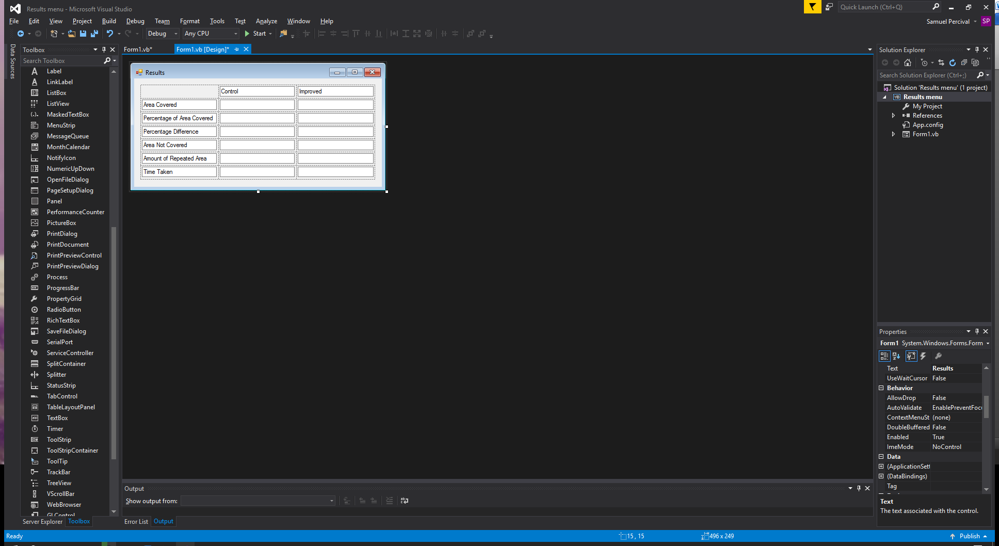 Results menu - Microsoft Visual Studio
Quick Launch (Ctrl+Q)
File Edit View Project Build Debug Team Format Tools Test Analyze Window Help
Samuel Percival SP
Debug Any CPU Start
Data Sources
Toolbox
Search Toolbox
Label
LinkLabel
ListBox
ListView
MaskedTextBox
MenuStrip
MessageQueue
MonthCalendar
NotifyIcon
NumericUpDown
OpenFileDialog
PageSetupDialog
Panel
PerformanceCounter
PictureBox
PrintDialog
PrintDocument
PrintPreviewControl
PrintPreviewDialog
Process
ProgressBar
PropertyGrid
RadioButton
RichTextBox
SaveFileDialog
SerialPort
ServiceController
SplitContainer
Splitter
StatusStrip
TabControl
TableLayoutPanel
TextBox
Timer
ToolStrip
ToolStripContainer
ToolTip
TrackBar
TreeView
VScrollBar
WebBrowser
GLControl
Server Explorer Toolbox
Form1.vb* Form1.vb [Design]*
Results
Control Improved
Area Covered
Percentage of Area Covered
Percentage Difference
Area Not Covered
Amount of Repeated Area
Time Taken
Output
Show output from:
Error List Output
Solution Explorer
Search Solution Explorer (Ctrl+;)
Solution 'Results menu' (1 project)
VB Results menu
My Project
References
App.config
Form1.vb
Properties
Form1 System.Windows.Forms.Form
Text Results
UseWaitCursor False
Behavior
AllowDrop False
AutoValidate EnablePreventFoc
ContextMenuSt (none)
DoubleBuffered False
Enabled True
ImeMode NoControl
Data
(ApplicationSett
(DataBindings)
Tag
Text
The text associated with the control.
Ready 15 , 15 496 x 249 Publish